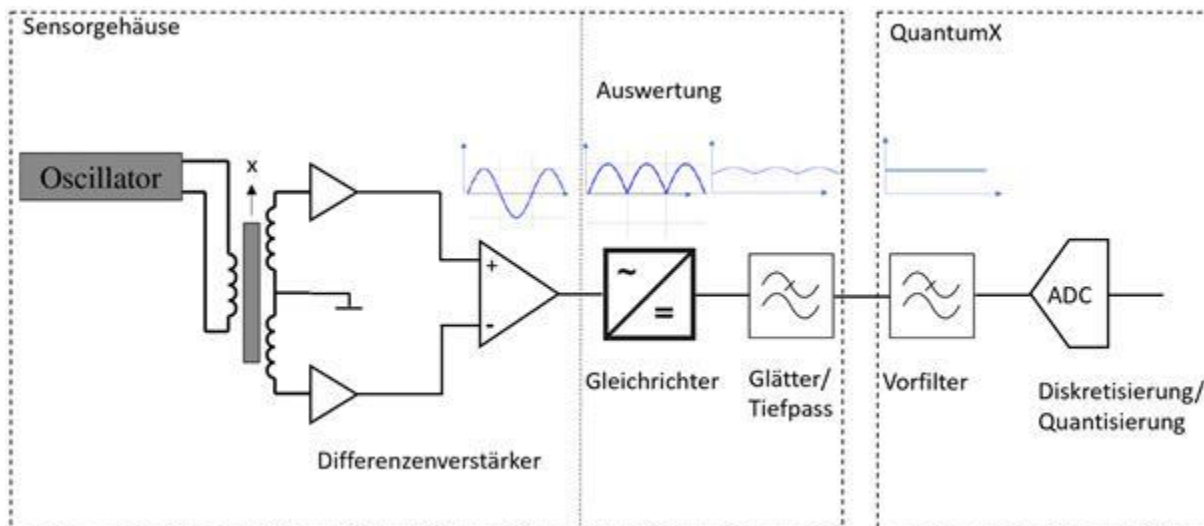 Sensorgehäuse
QuantumX
Auswertung
Oscillator
x
+
-
~
=
ADC
Gleichrichter
Glätter/
Tiefpass
Vorfilter
Diskretisierung/
Quantisierung
Differenzenverstärker